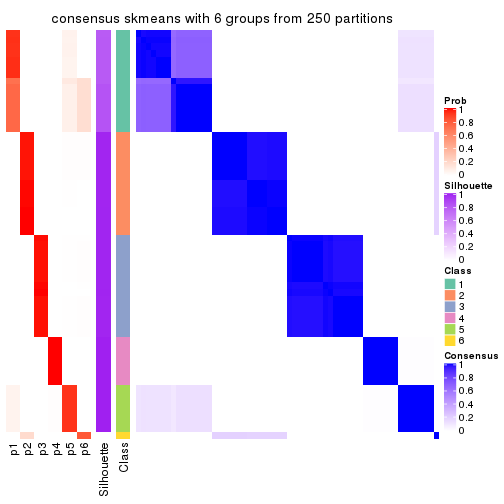 consensus skmeans with 6 groups from 250 partitions
Prob
1
0.8
0.6
0.4
0.2
0
Silhouette
1
0.8
0.6
0.4
0.2
0
Class
1
2
3
4
5
6
Consensus
1
0.8
0.6
0.4
0.2
0
p1
p2
p3
p4
p5
p6
Silhouette
Class